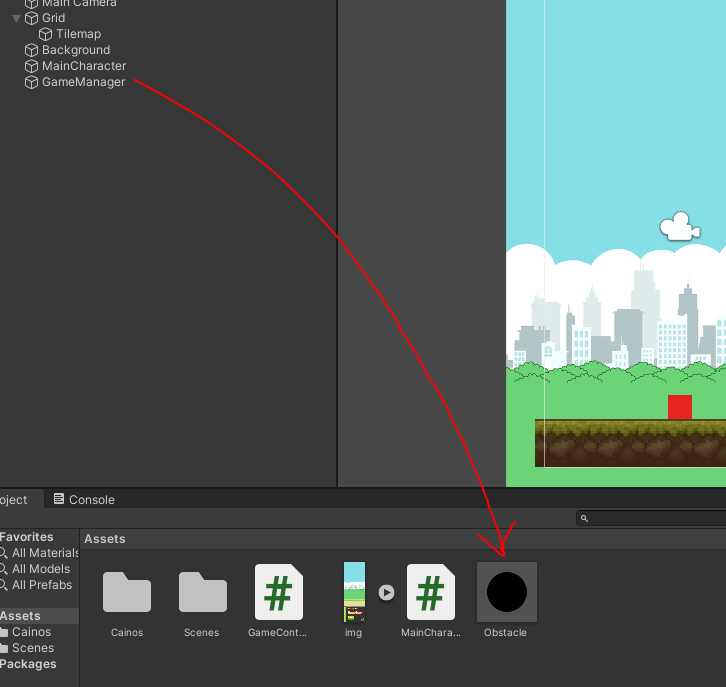 Main Camera
Grid
Tilemap
Background
MainCharacter
GameManager
oject
Console
Favorites
All Materials
All Models
All Prefabs
Assets
Cainos
Scenes
Packages
Assets
Cainos
Scenes
GameCont...
img
MainChara...
Obstacle